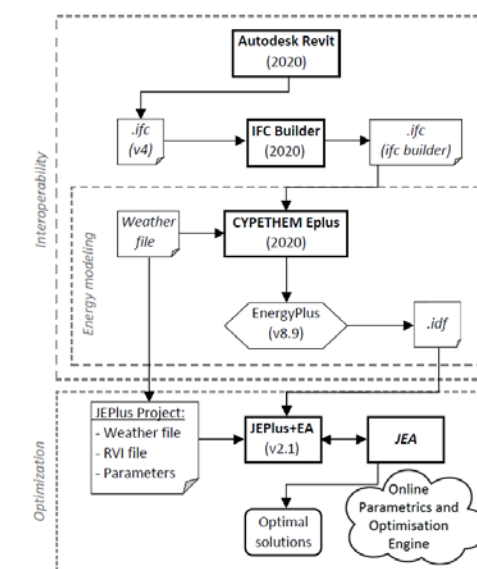 Autodesk Revit
(2020)
Interoperability
.ifc
(v4)
IFC Builder
(2020)
.ifc
(ifc builder)
Energy modeling
Weather
file
CYPETHEM Eplus
(2020)
EnergyPlus
(v8.9)
.idf
Optimization
JEPlus Project:
- Weather file
- RVI file
- Parameters
JEPlus+EA
(v2.1)
JEA
Optimal
solutions
Online
Parametrics and
Optimisation
Engine